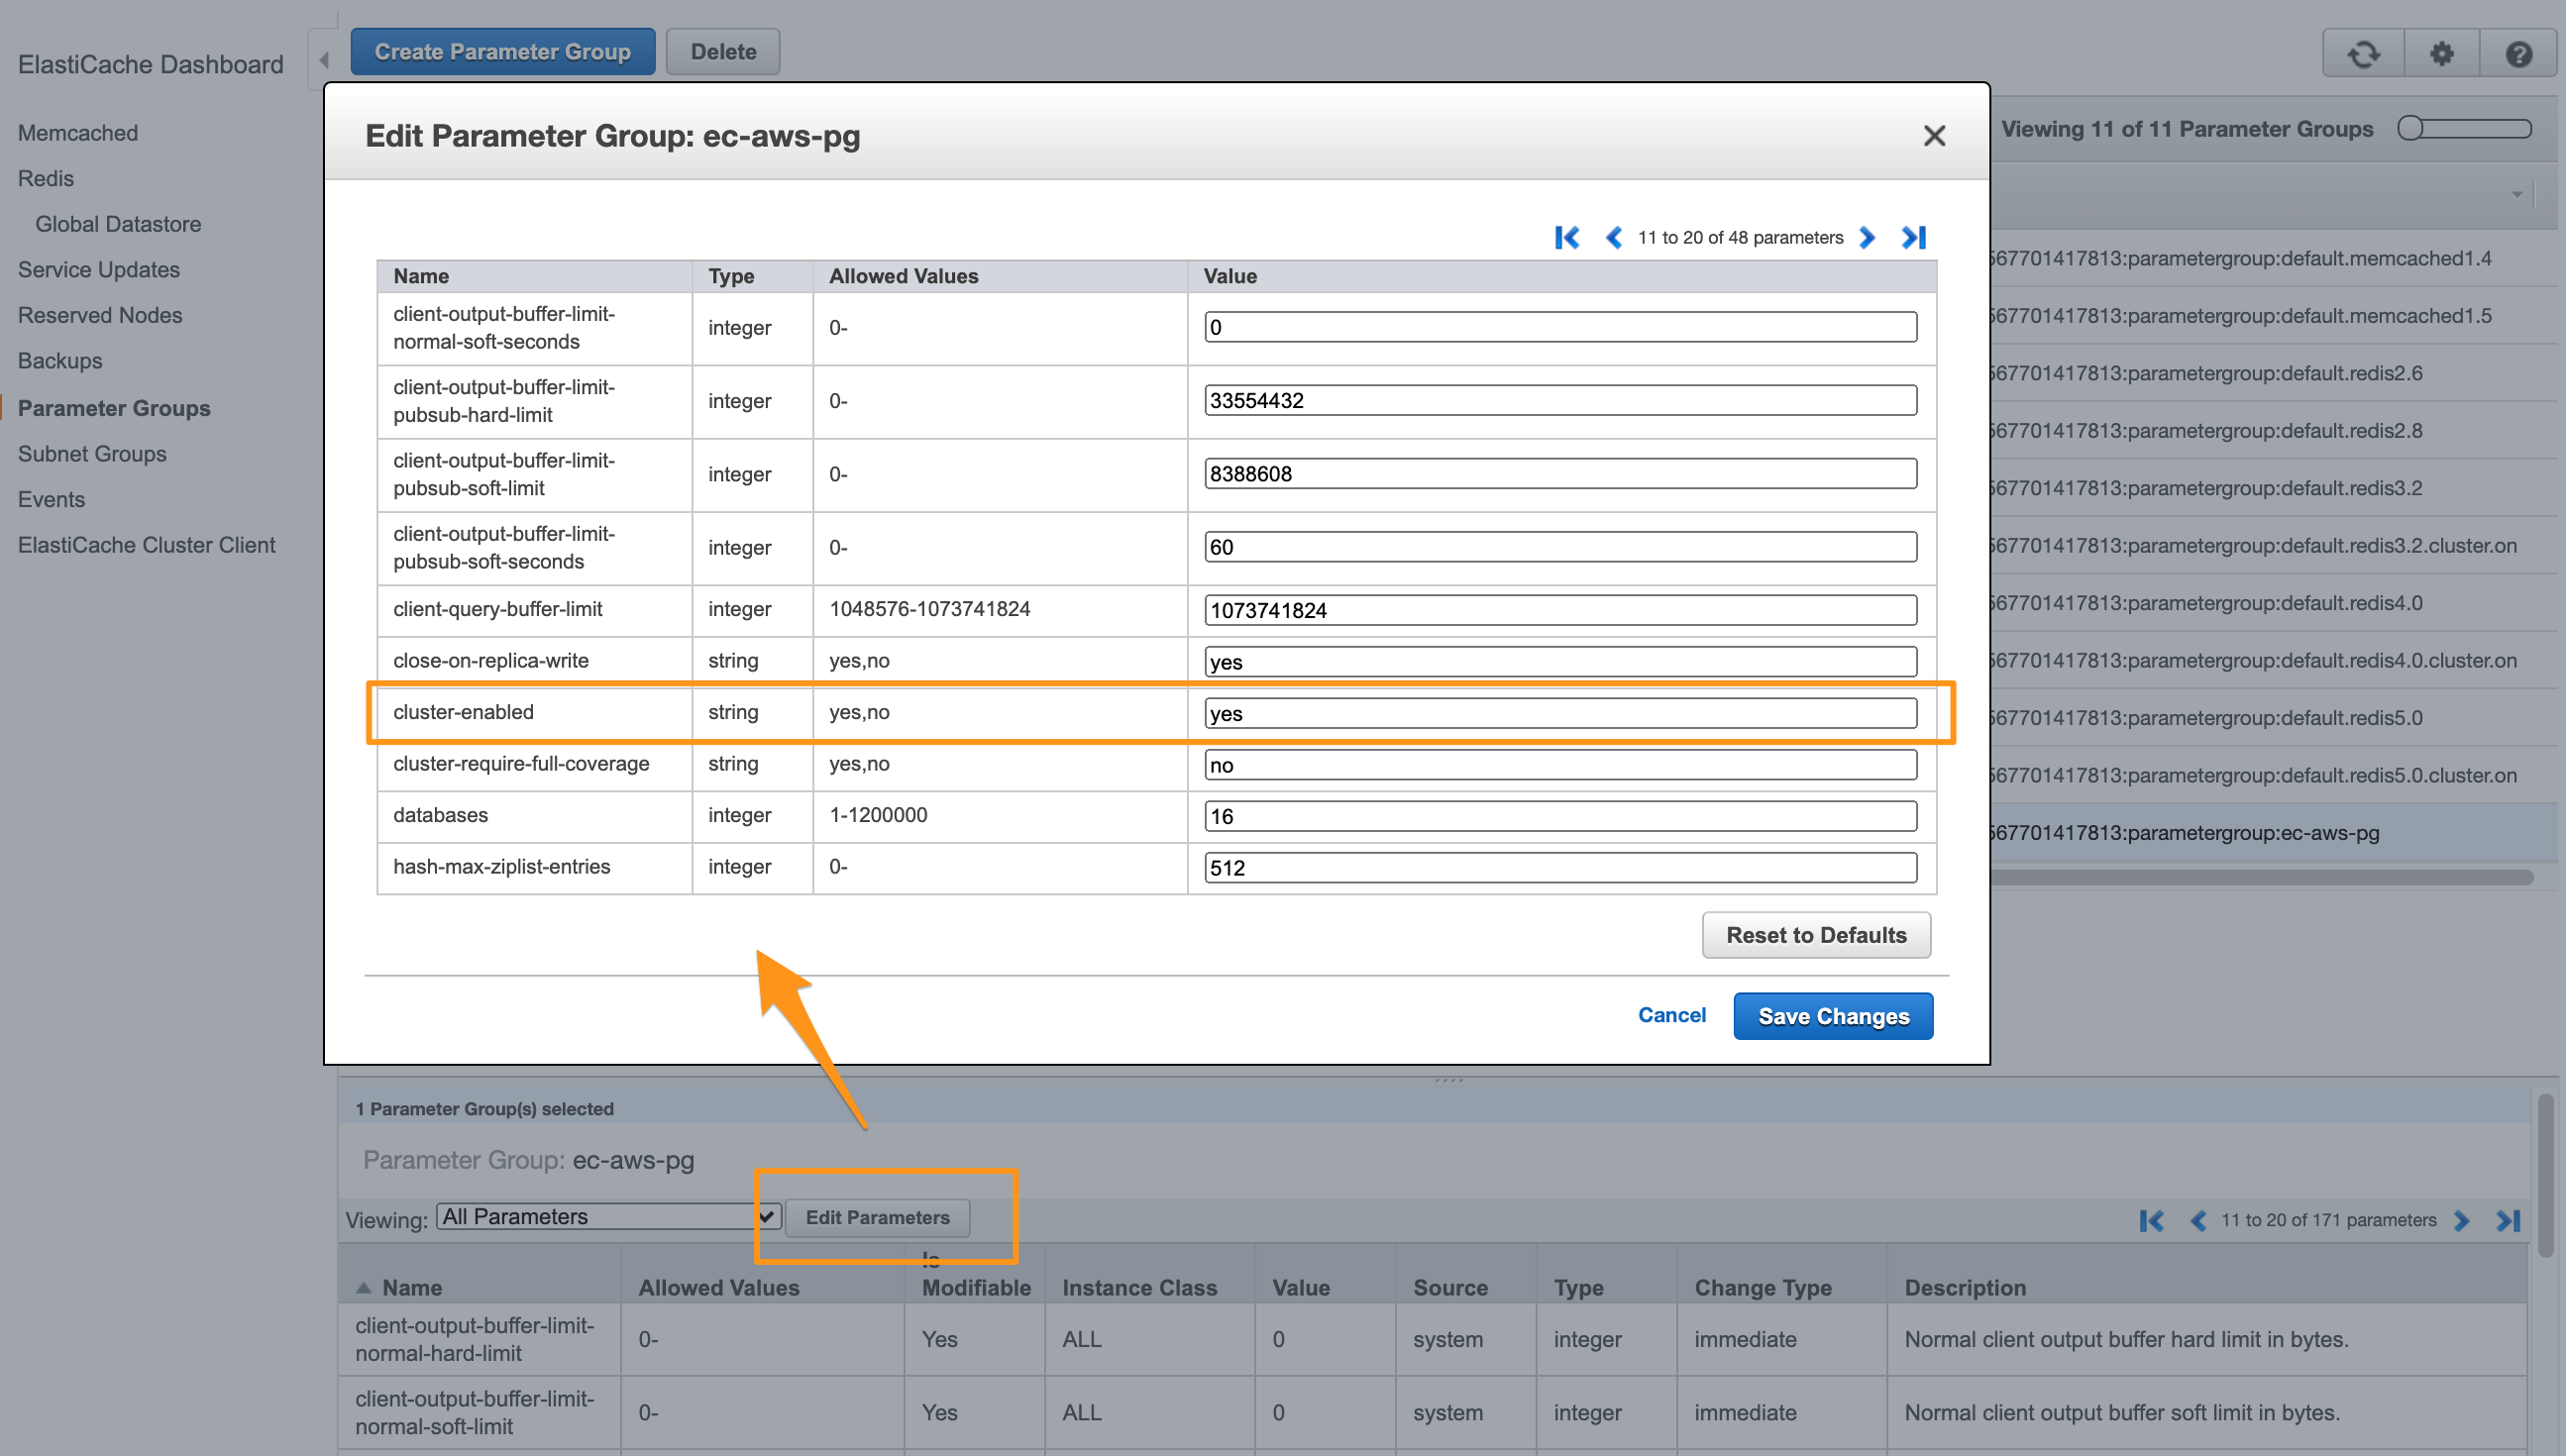 ElastiCache Dashboard
Memcached
Redis
Global Datastore
Service Updates
Reserved Nodes
Backups
Parameter Groups
Subnet Groups
Events
ElastiCache Cluster Client
Create Parameter Group Delete
Viewing 11 of 11 Parameter Groups
567701417813:parametergroup:default.memcached1.4
567701417813:parametergroup:default.memcached1.5
567701417813:parametergroup:default.redis2.6
567701417813:parametergroup:default.redis2.8
567701417813:parametergroup:default.redis3.2
567701417813:parametergroup:default.redis3.2.cluster.on
567701417813:parametergroup:default.redis4.0
567701417813:parametergroup:default.redis4.0.cluster.on
567701417813:parametergroup:default.redis5.0
567701417813:parametergroup:default.redis5.0.cluster.on
567701417813:parametergroup:ec-aws-pg
Edit Parameter Group: ec-aws-pg
11 to 20 of 48 parameters
Name Type Allowed Values Value
client-output-buffer-limit-
normal-soft-seconds integer 0- 0
client-output-buffer-limit-
pubsub-hard-limit integer 0- 33554432
client-output-buffer-limit-
pubsub-soft-limit integer 0- 8388608
client-output-buffer-limit-
pubsub-soft-seconds integer 0- 60
client-query-buffer-limit integer 1048576-1073741824 1073741824
close-on-replica-write string yes,no yes
cluster-enabled string yes,no yes
cluster-require-full-coverage string yes,no no
databases integer 1-1200000 16
hash-max-ziplist-entries integer 0- 512
Reset to Defaults
Cancel Save Changes
1 Parameter Group(s) selected
Parameter Group: ec-aws-pg
Viewing: All Parameters Edit Parameters
11 to 20 of 171 parameters
Name Allowed Values Is Modifiable Instance Class Value Source Type Change Type Description
client-output-buffer-limit-
normal-hard-limit 0- Yes ALL 0 system integer immediate Normal client output buffer hard limit in bytes.
client-output-buffer-limit-
normal-soft-limit 0- Yes ALL 0 system integer immediate Normal client output buffer soft limit in bytes.